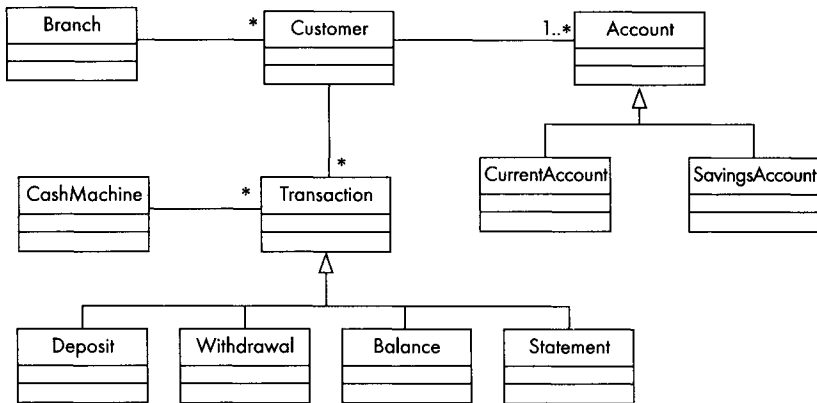 Branch
*
Customer
1..*
Account
*
CashMachine
*
Transaction
CurrentAccount
SavingsAccount
Deposit
Withdrawal
Balance
Statement